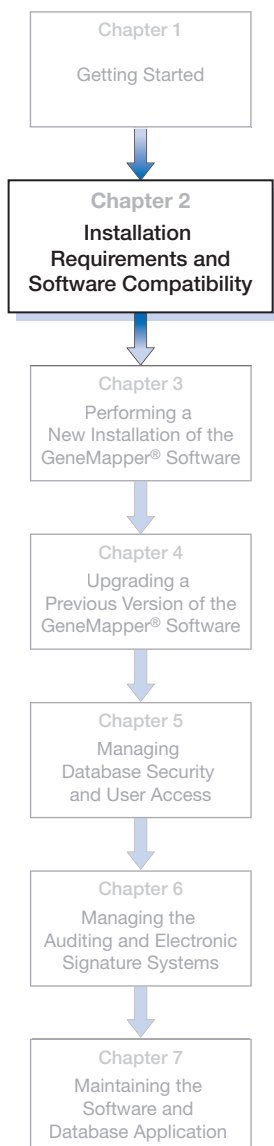 Chapter 1
Getting Started
Chapter 2
Installation
Requirements and
Software Compatibility
Chapter 3
Performing a
New Installation of the
GeneMapper® Software
Chapter 4
Upgrading a
Previous Version of the
GeneMapper® Software
Chapter 5
Managing
Database Security
and User Access
Chapter 6
Managing the
Auditing and Electronic
Signature Systems
Chapter 7
Maintaining the
Software and
Database Application